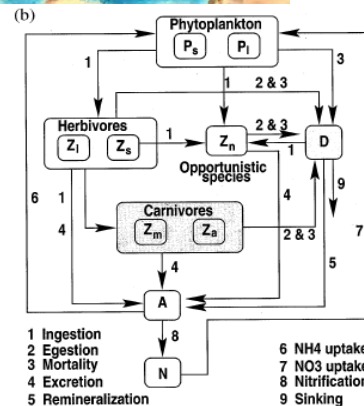 (b)
Phytoplankton
Ps Pl
1
1
2 & 3
3
Herbivores
Zl Zs
1
Zn
2 & 3
1
D
Opportunistic
species
6
1
4
4
9
7
Carnivores
Zm Za
2 & 3
5
4
A
8
N
1 Ingestion
2 Egestion
3 Mortality
4 Excretion
5 Remineralization
6 NH4 uptake
7 NO3 uptake
8 Nitrification
9 Sinking